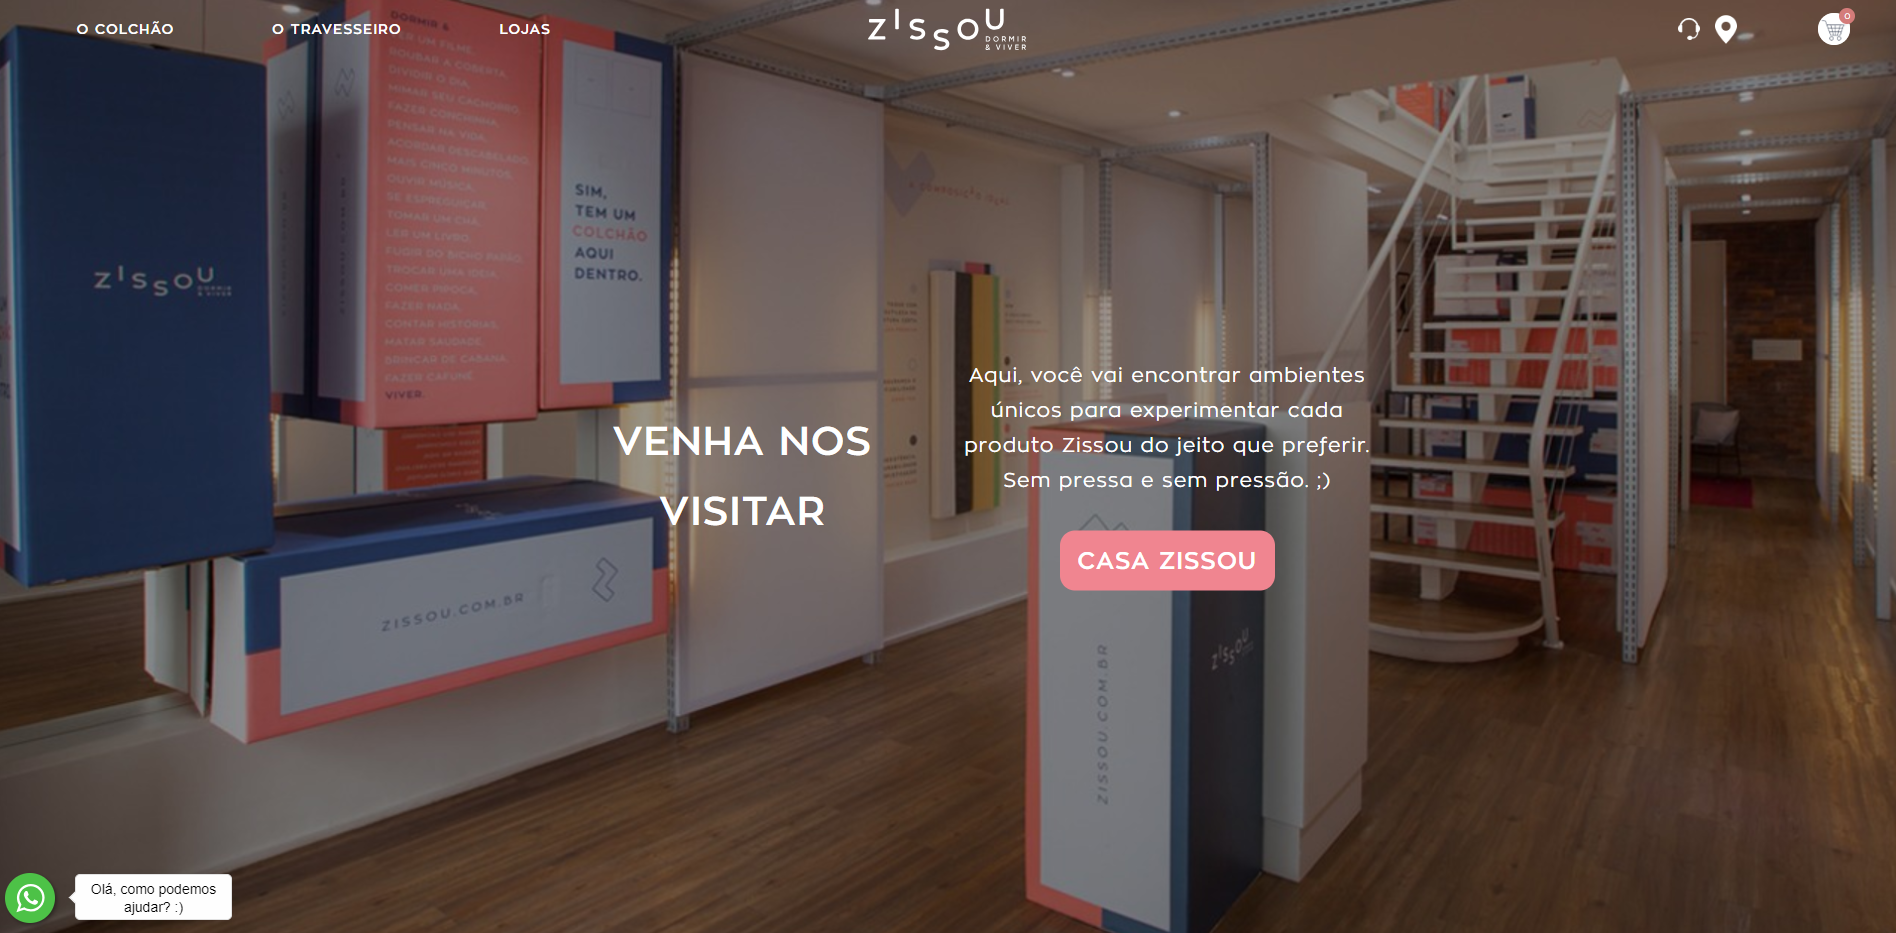 O COLCHÃO
O TRAVESSEIRO
LOJAS
ZISSOU
DORMIR
& VIVER
0
DORMIR &
VER UM FILME,
ROUBAR A COBERTA,
DIVIDIR O DIA,
MIMAR SEU CACHORRO,
FAZER CONCHINHA,
PENSAR NA VIDA,
ACORDAR DESCABELADO,
MAIS CINCO MINUTOS,
OUVIR MÚSICA,
SE ESPREGUIÇAR,
TOMAR UM CHÁ,
LER UM LIVRO,
FUGIR DO BICHO PAPÃO,
TROCAR UMA IDEIA,
COMER PIPOCA,
FAZER NADA,
CONTAR HISTÓRIAS,
MATAR SAUDADE,
BRINCAR DE CABANA,
FAZER CAFUNÉ,
VIVER.
SIM,
TEM UM
COLCHÃO
AQUI
DENTRO.
A COMPOSIÇÃO IDEAL
ZISSOU
DORMIR
& VIVER
ZISSOU.COM.BR
VENHA NOS
VISITAR
Aqui, você vai encontrar ambientes
únicos para experimentar cada
produto Zissou do jeito que preferir.
Sem pressa e sem pressão. ;)
CASA ZISSOU
ZISSOU.COM.BR
ZISSOU
Olá, como podemos
ajudar? :)